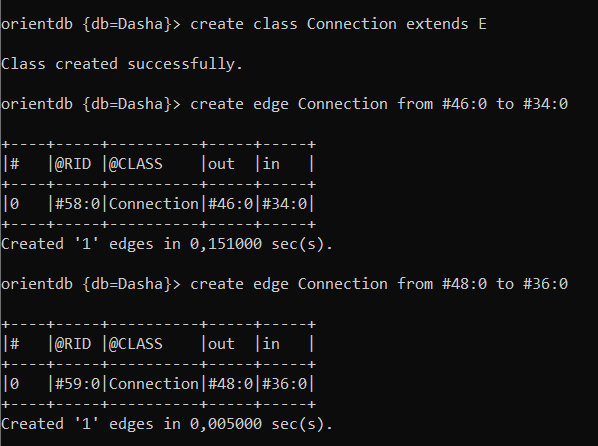 orientdb {db=Dasha}> create class Connection extends E
Class created successfully.
orientdb {db=Dasha}> create edge Connection from #46:0 to #34:0
+----+-----+----------+-----+-----+
|#   |@RID |@CLASS    |out  |in   |
+----+-----+----------+-----+-----+
|0   |#58:0|Connection|#46:0|#34:0|
+----+-----+----------+-----+-----+
Created '1' edges in 0,151000 sec(s).
orientdb {db=Dasha}> create edge Connection from #48:0 to #36:0
+----+-----+----------+-----+-----+
|#   |@RID |@CLASS    |out  |in   |
+----+-----+----------+-----+-----+
|0   |#59:0|Connection|#48:0|#36:0|
+----+-----+----------+-----+-----+
Created '1' edges in 0,005000 sec(s).